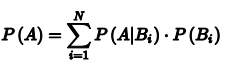 P(A) = \sum_{i=1}^{N} P(A|B_i) \cdot P(B_i)